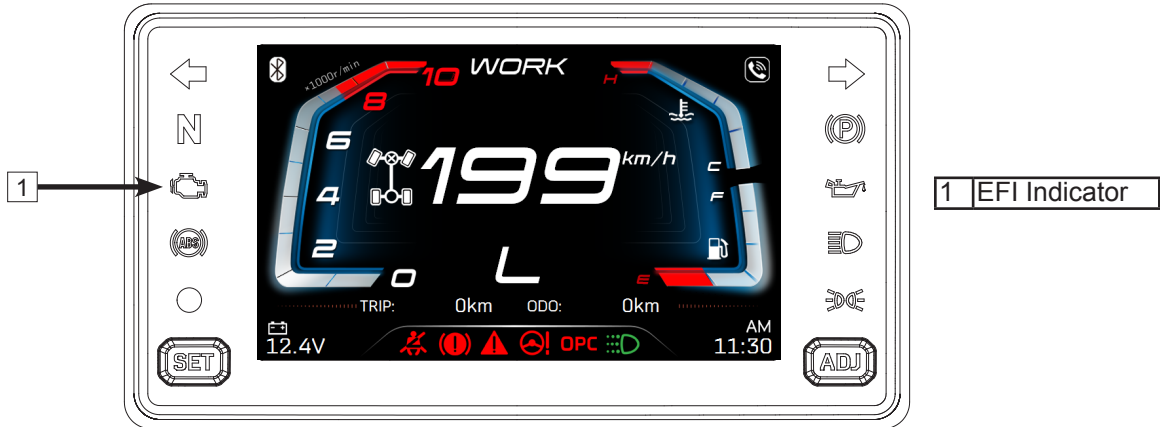 ×1000r/min
10
WORK
H
8
6
4
2
0
199
km/h
C
F
E
L
N
P
1
1 EFI Indicator
ABS
TRIP: 0km ODO: 0km
12.4V
OPC
AM
11:30
SET
ADJ